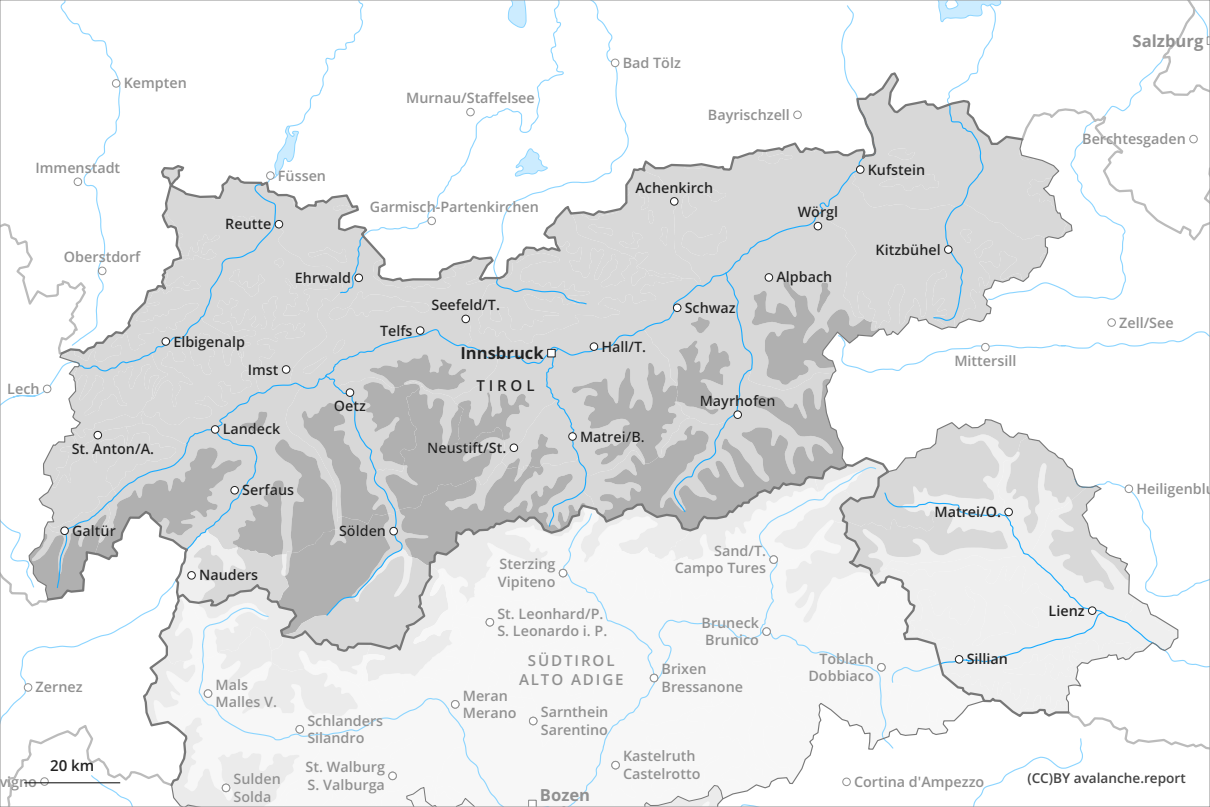 Salzburg
Bad Tölz
Kempten
Murnau/Staffelsee
Bayrischzell
Berchtesgaden
Immenstadt
Füssen
Kufstein
Achenkirch
Garmisch-Partenkirchen
Wörgl
Reutte
Kitzbühel
Oberstdorf
Ehrwald
Alpbach
Seefeld/T.
Schwaz
Zell/See
Telfs
Elbigenalp
Hall/T.
Innsbruck
Mittersill
Imst
TIROL
Lech
Oetz
Mayrhofen
Landeck
Matrei/B.
St. Anton/A.
Neustift/St.
Serfaus
Heiligenblu
Matrei/O.
Galtür
Sölden
Sand/T.
Campo Tures
Sterzing
Vipiteno
Nauders
Lienz
St. Leonhard/P.
S. Leonardo i. P.
Bruneck
Brunico
Sillian
SÜDTIROL
ALTO ADIGE
Toblach
Dobbiaco
Brixen
Bressanone
Zernez
Mals
Malles V.
Meran
Merano
Sarnthein
Sarentino
Schlanders
Silandro
Kastelruth
Castelrotto
20 km
St. Walburg
S. Valburga
vigno
Sulden
Solda
Cortina d'Ampezzo
(CC)BY avalanche.report
Bozen